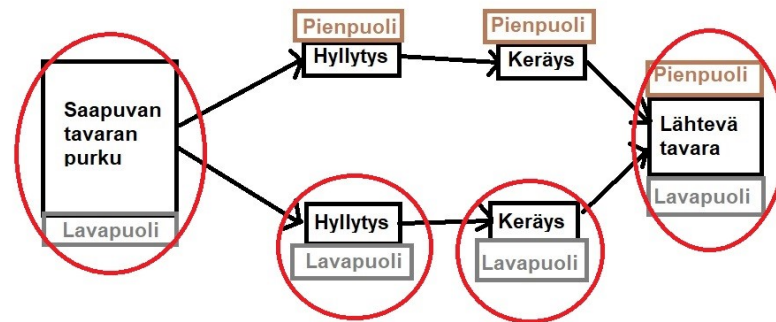 Saapuvan
tavaran
purku
Lavapuoli
Pienpuoli
Hyllytys
Pienpuoli
Keräys
Hyllytys
Lavapuoli
Keräys
Lavapuoli
Pienpuoli
Lähtevä
tavara
Lavapuoli